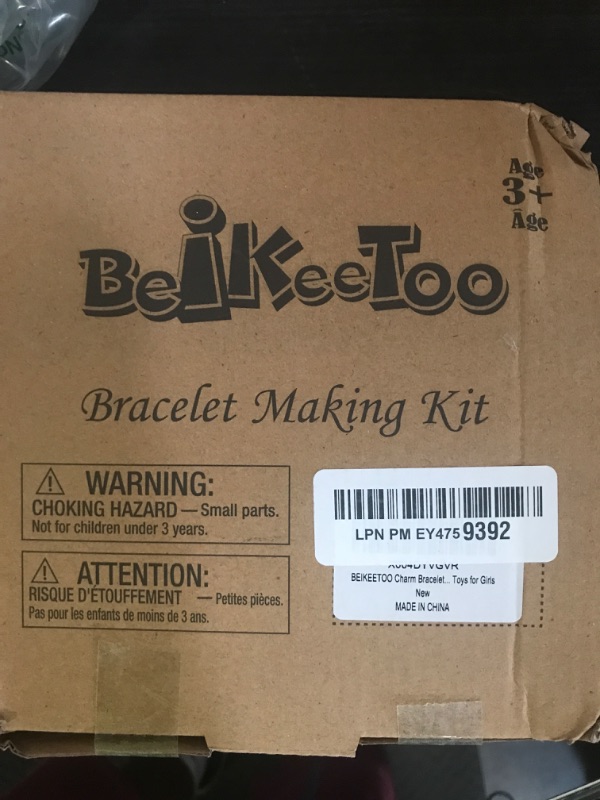 Age
3+
Âge
BeiKeeToo
Bracelet Making Kit
WARNING:
CHOKING HAZARD — Small parts.
Not for children under 3 years.
ATTENTION:
RISQUE D'ÉTOUFFEMENT — Petites pièces.
Pas pour les enfants de moins de 3 ans.
LPN PM EY475 9392
BEIKEETOO Charm Bracelet... Toys for Girls
New
MADE IN CHINA